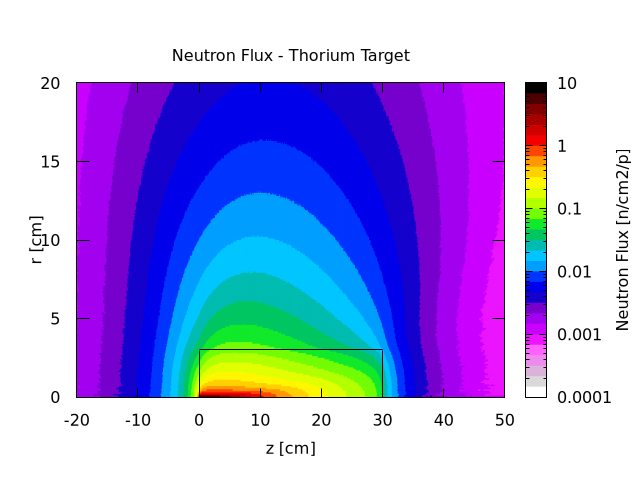 Neutron Flux - Thorium Target
20
15
10
5
0
r [cm]
-20 -10 0 10 20 30 40 50
z [cm]
10
1
0.1
0.01
0.001
0.0001
Neutron Flux [n/cm2/p]